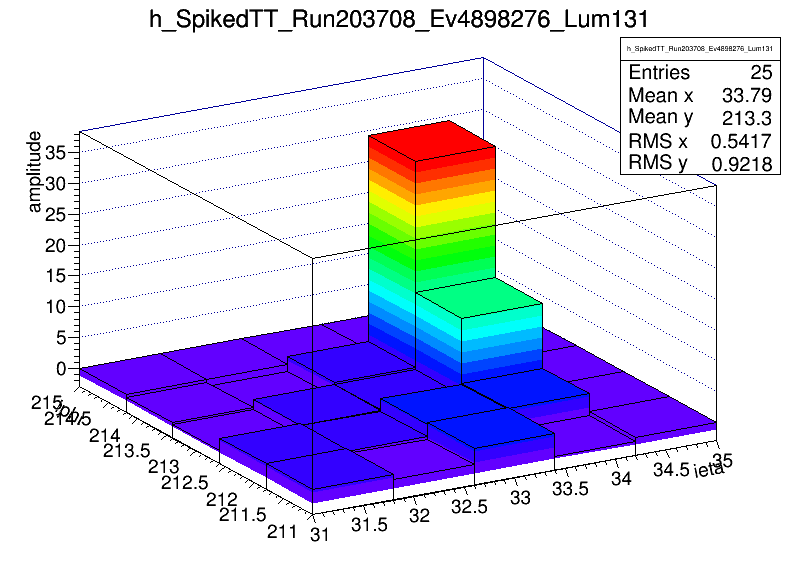 h_SpikedTT_Run203708_Ev4898276_Lum131
h_SpikedTT_Run203708_Ev4898276_Lum131
Entries 25
Mean x 33.79
Mean y 213.3
RMS x 0.5417
RMS y 0.9218
amplitude
35
30
25
20
15
10
5
0
215
214.5
214
213.5
213
212.5
212
211.5
211
31
31.5
32
32.5
33
33.5
34
34.5
35
ieta